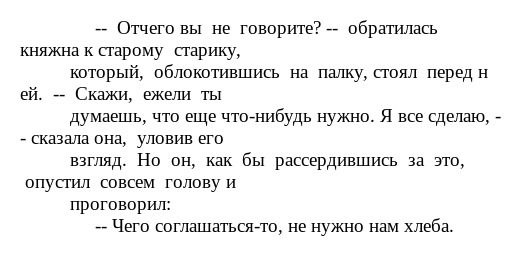 -- Отчего вы не говорите? -- обратилась
княжна к старому старику,
который, облокотившись на палку, стоял перед н
ей. -- Скажи, ежели ты
думаешь, что еще что-нибудь нужно. Я все сделаю, -
- сказала она, уловив его
взгляд. Но он, как бы рассердившись за это,
опустил совсем голову и
проговорил:
-- Чего соглашаться-то, не нужно нам хлеба.